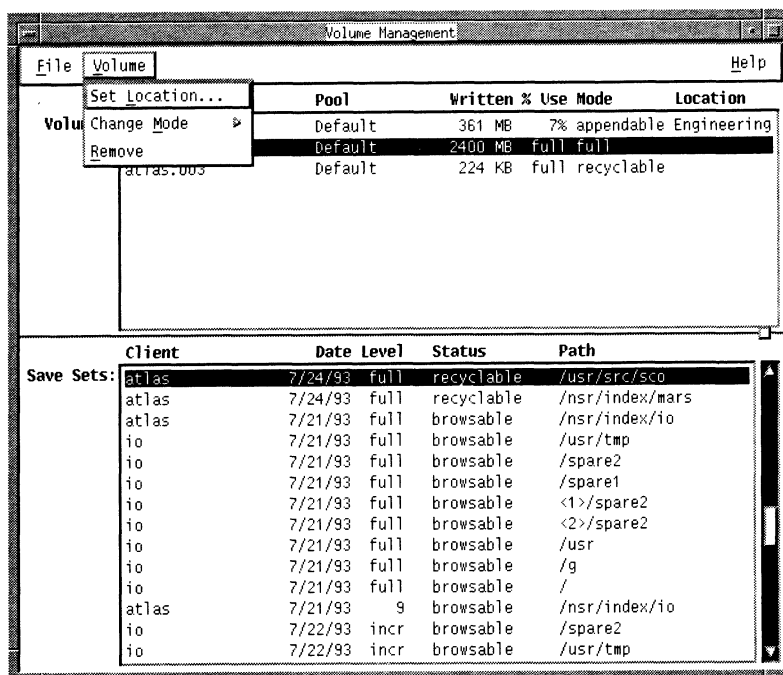 Volume Management
File Volume Help
Set Location...
Change Mode
Remove
Pool Written % Use Mode Location
Volu Default 361 MB 7% appendable Engineering
Default 2400 MB full full
atlas.003 Default 224 KB full recyclable
Client Date Level Status Path
Save Sets: atlas 7/24/93 full recyclable /usr/src/sco
atlas 7/24/93 full recyclable /nsr/index/mars
atlas 7/21/93 full browsable /nsr/index/io
io 7/21/93 full browsable /usr/tmp
io 7/21/93 full browsable /spare2
io 7/21/93 full browsable /spare1
io 7/21/93 full browsable <1>/spare2
io 7/21/93 full browsable <2>/spare2
io 7/21/93 full browsable /usr
io 7/21/93 full browsable /g
io 7/21/93 full browsable /
atlas 7/21/93 9 browsable /nsr/index/io
io 7/22/93 incr browsable /spare2
io 7/22/93 incr browsable /usr/tmp